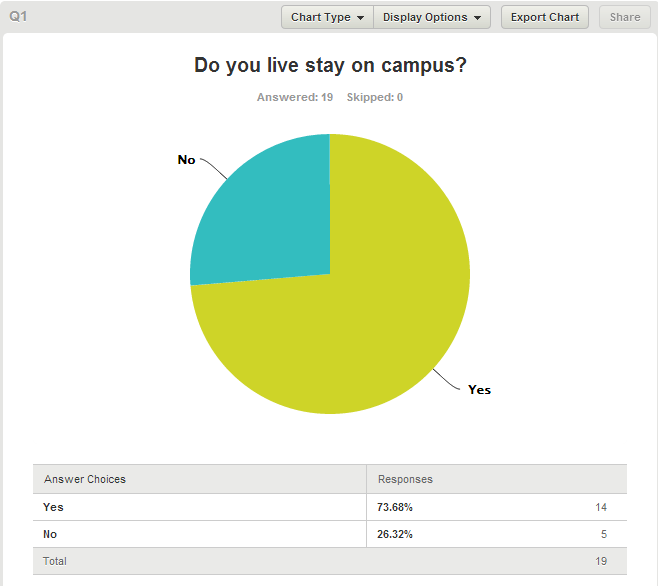 Q1 Chart Type Display Options Export Chart Share
Do you live stay on campus?
Answered: 19 Skipped: 0
No
Yes
Answer Choices Responses
Yes 73.68% 14
No 26.32% 5
Total 19